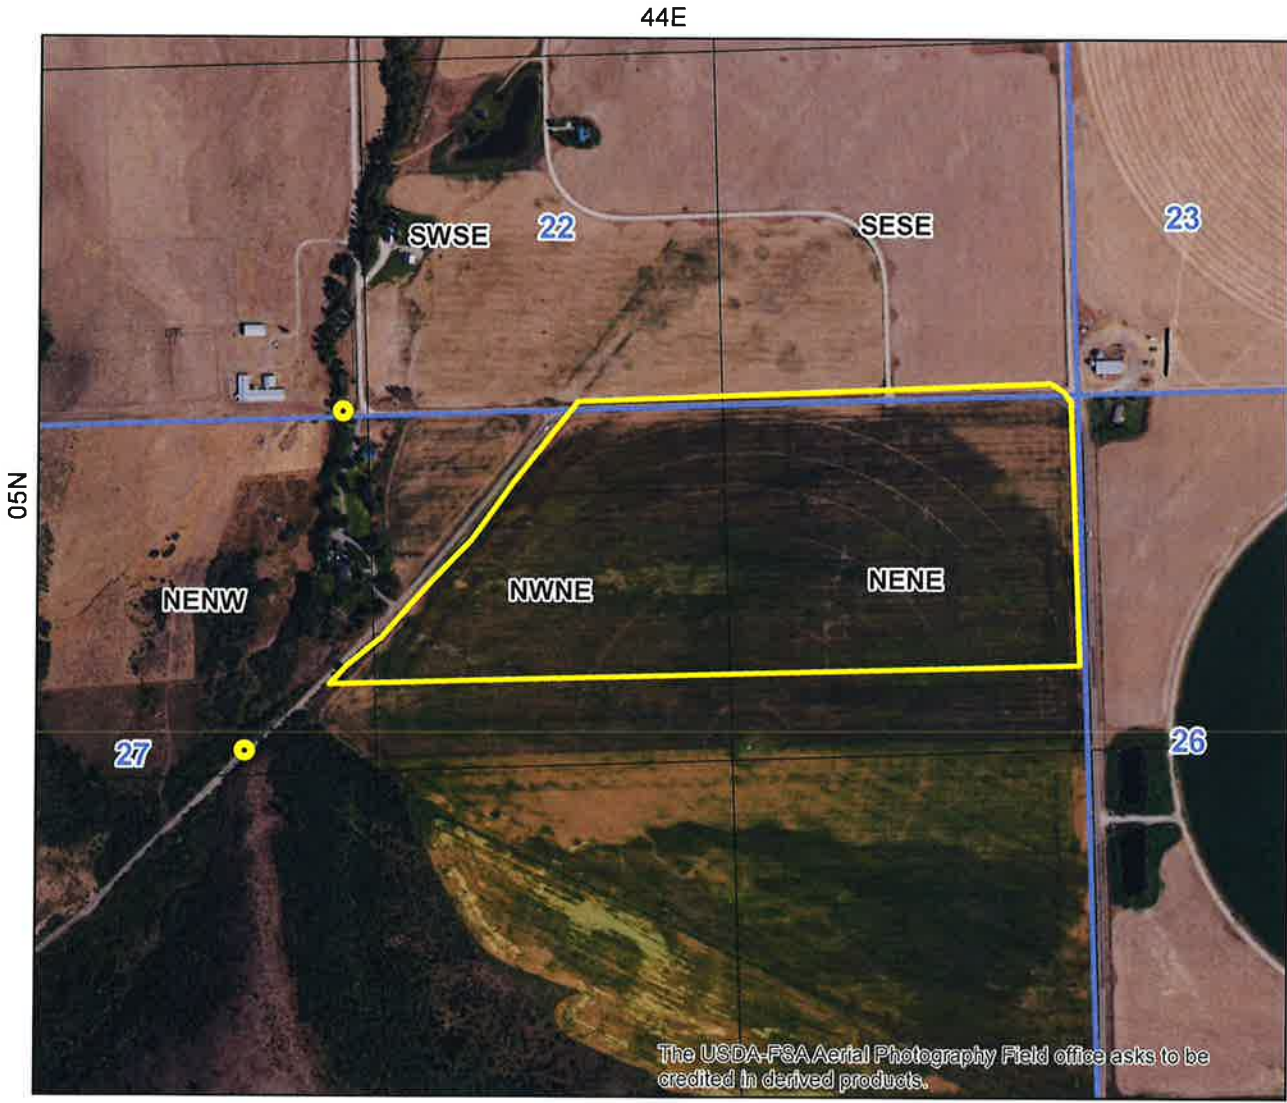 44E
SWSE
22
SESE
23
05N
NENW
NWNE
NENE
27
26
The USDA-FSA Aerial Photography Field office asks to be
credited in derived products.